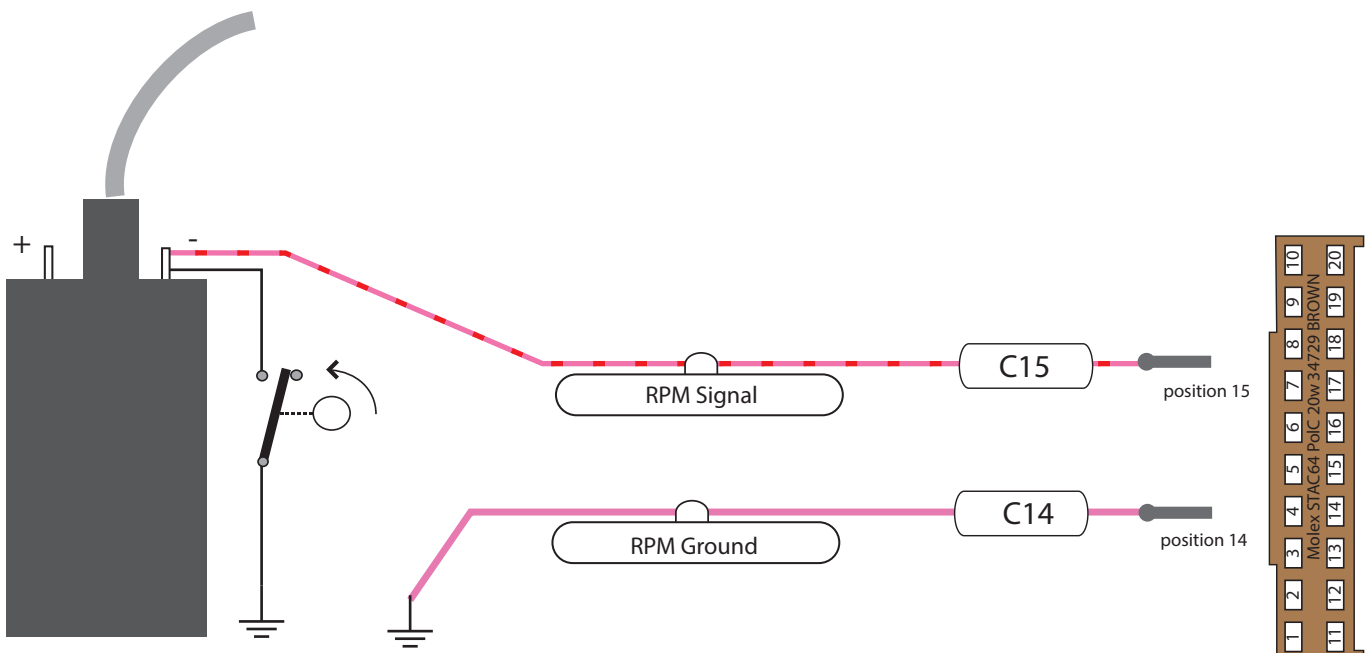 +
-
RPM Signal
C15
position 15
RPM Ground
C14
position 14
10 20
9 19
8 18
7 17
6 16
5 15
4 14
3 13
2 12
1 11
Molex STAC64 PolC 20w 34729 BROWN